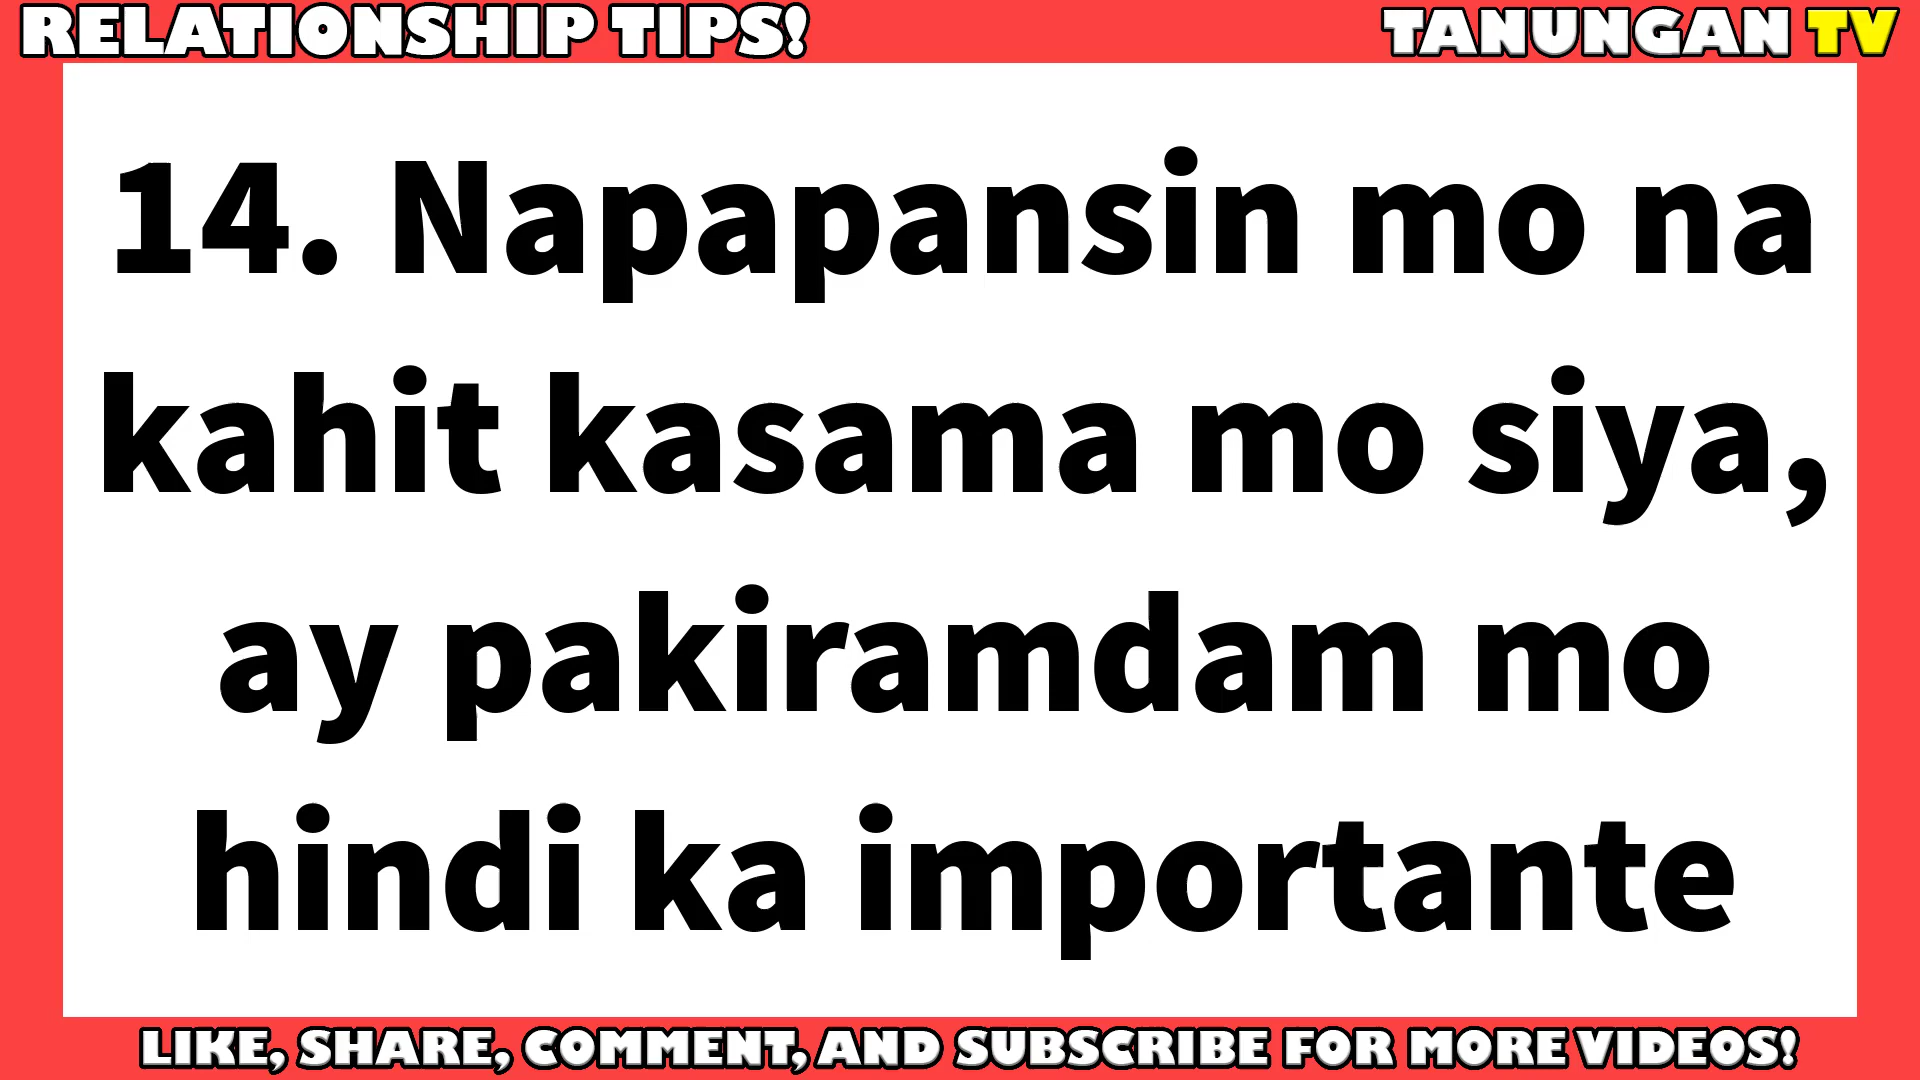 RELATIONSHIP TIPS!
TANUNGAN TV
14. Napapansin mo na
kahit kasama mo siya,
ay pakiramdam mo
hindi ka importante
LIKE, SHARE, COMMENT, AND SUBSCRIBE FOR MORE VIDEOS!